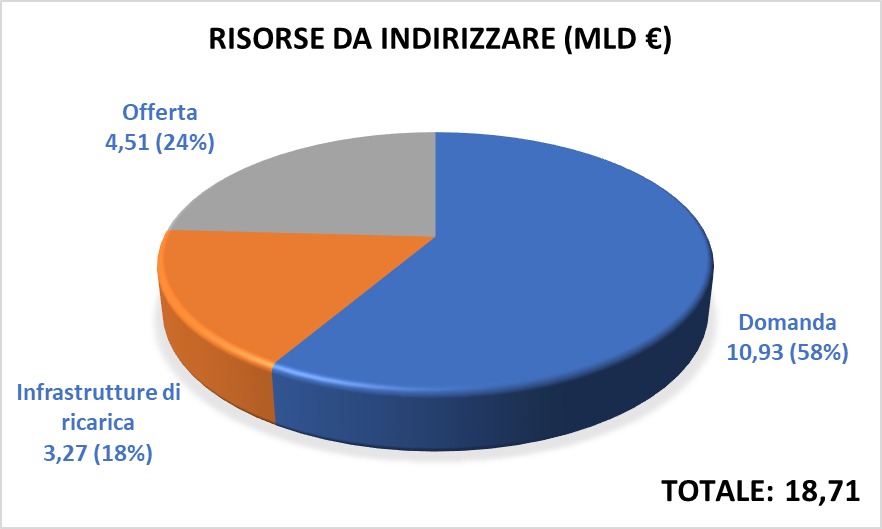 RISORSE DA INDIRIZZARE (MLD €)
Offerta
4,51 (24%)
Domanda
10,93 (58%)
Infrastrutture di
ricarica
3,27 (18%)
TOTALE: 18,71